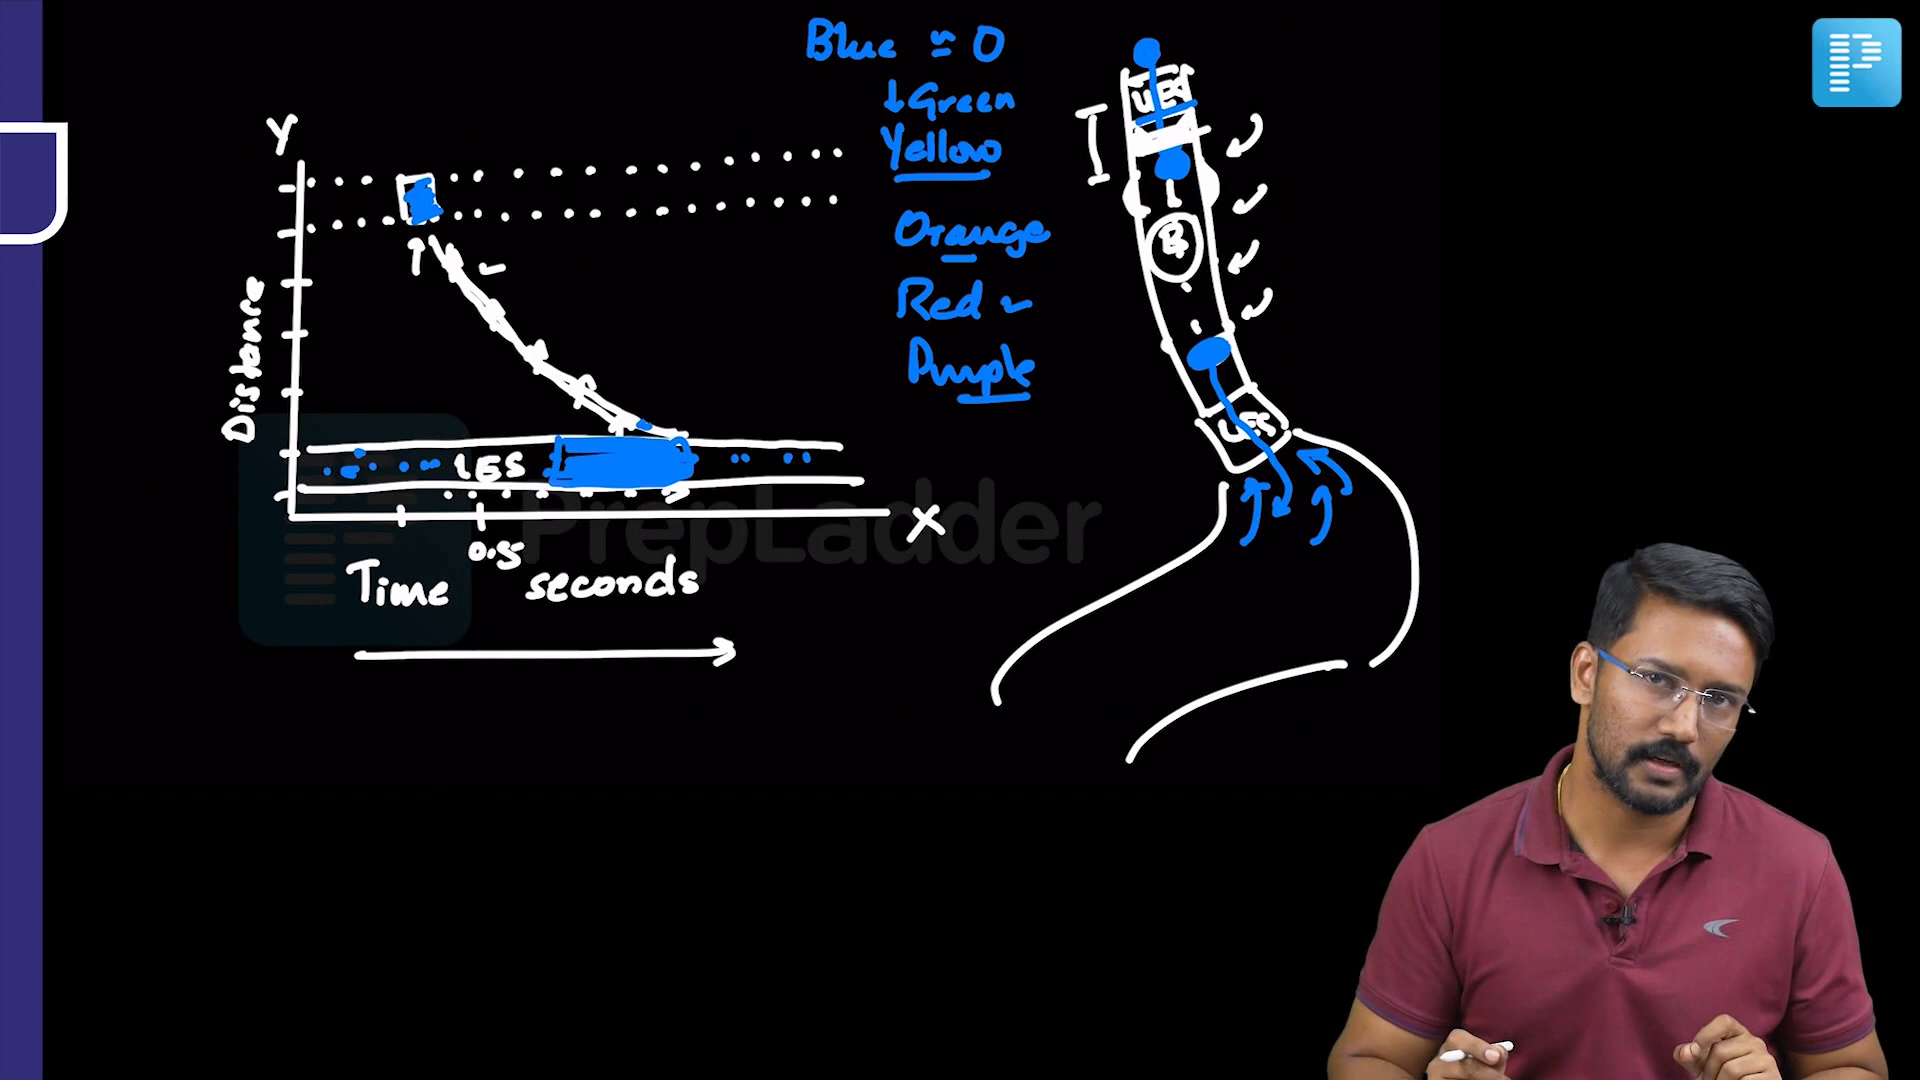 Blue ≈ 0
↓ Green
Yellow
Orange
Red ✓
Purple
Y
Distance
LES
X
0.5
Time seconds
UES
B
LES
PrepLadder